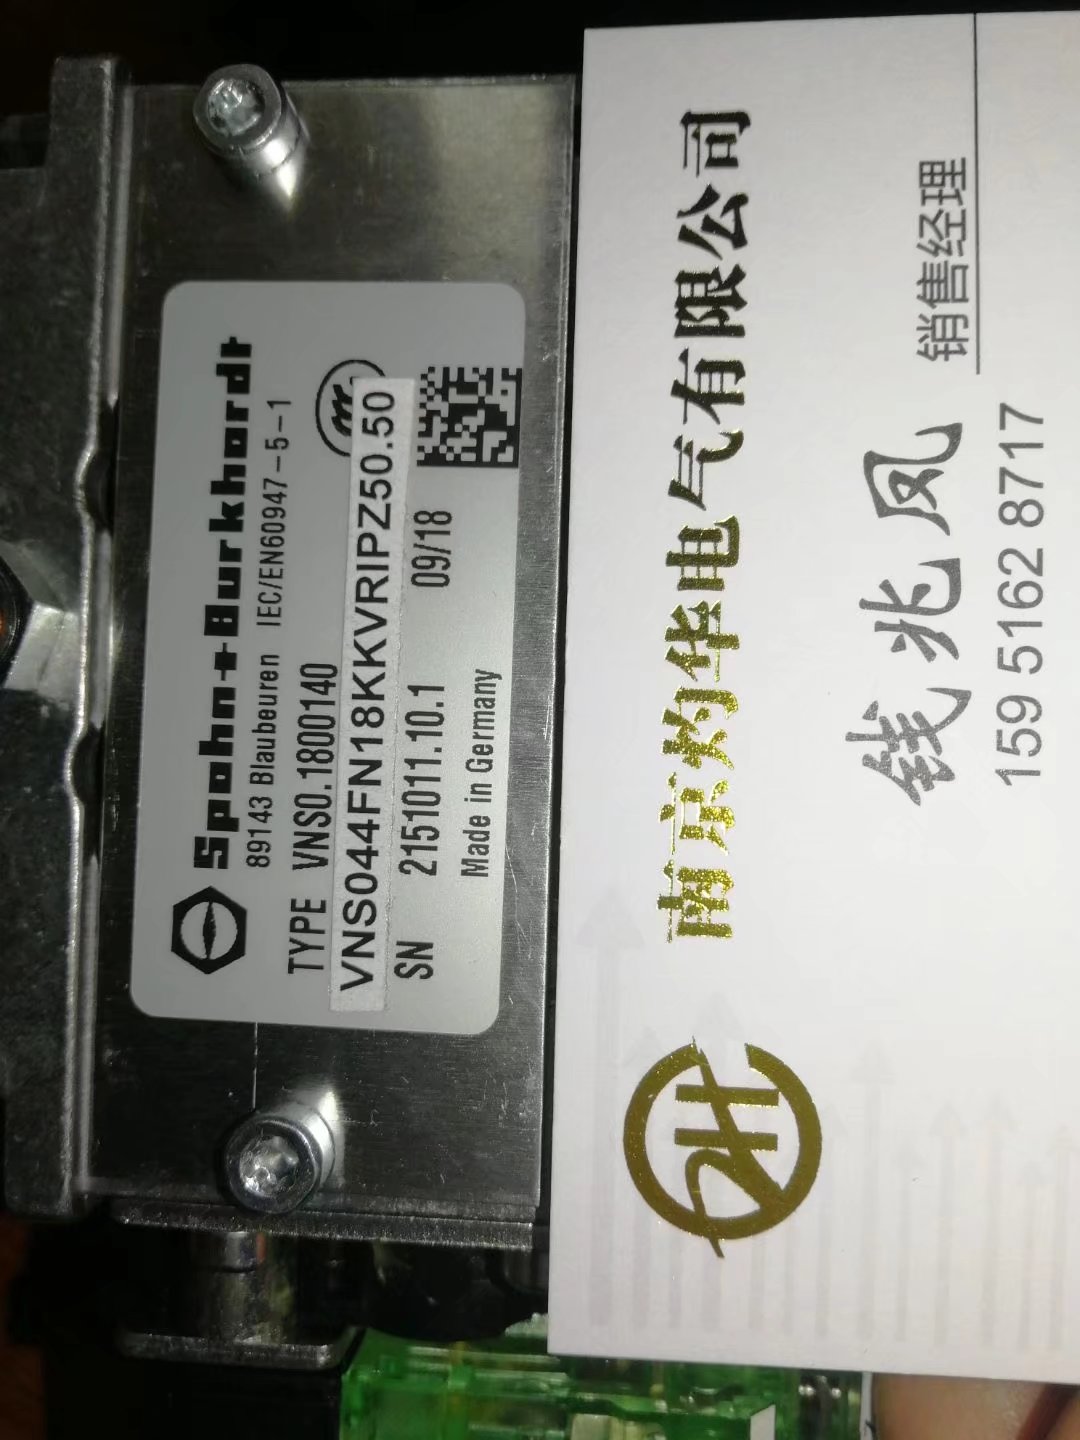 Spohn+Burkhardt
89143 Blaubeuren IEC/EN60947-5-1
TYPE VNS0.1800140
VNS044FN18KKVRIPZ50.50
SN 2151011.10.1 09/18
Made in Germany
南京灼华电气有限公司
钱兆凤 销售经理
159 5162 8717